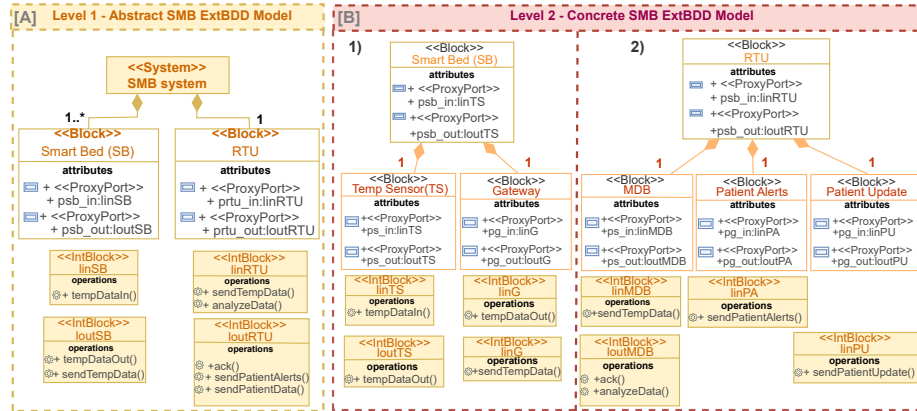 [A] Level 1 - Abstract SMB ExtBDD Model
<<System>>
SMB system
1..*
1
<<Block>>
Smart Bed (SB)
attributes
+ <<ProxyPort>>
+ psb_in:IinSB
+ <<ProxyPort>>
+ psb_out:IoutSB
<<Block>>
RTU
attributes
+ <<ProxyPort>>
+ prtu_in:IinRTU
+ <<ProxyPort>>
+ prtu_out:IoutRTU
<<IntBlock>>
IinSB
operations
+ tempDataIn()
<<IntBlock>>
IinRTU
operations
+ sendTempData()
+ analyzeData()
<<IntBlock>>
IoutSB
operations
+ tempDataOut()
+ sendTempData()
<<IntBlock>>
IoutRTU
operations
+ack()
+ sendPatientAlerts()
+ sendPatientData()
[B] Level 2 - Concrete SMB ExtBDD Model
1)
<<Block>>
Smart Bed (SB)
attributes
+ <<ProxyPort>>
+ psb_in:IinTS
+ <<ProxyPort>>
+psb_out:IoutTS
1
1
<<Block>>
Temp Sensor(TS)
attributes
+<<ProxyPort>>
+ps_in:IinTS
+<<ProxyPort>>
+ps_out:IoutTS
<<Block>>
Gateway
attributes
+<<ProxyPort>>
+pg_in:IinG
+<<ProxyPort>>
+pg_out:IoutG
<<IntBlock>>
IinTS
operations
+ tempDataIn()
<<IntBlock>>
IinG
operations
+ tempDataOut()
<<IntBlock>>
IoutTS
operations
+ tempDataOut()
<<IntBlock>>
IinG
operations
+sendTempData()
2)
<<Block>>
RTU
attributes
+ <<ProxyPort>>
+ psb_in:IinRTU
+ <<ProxyPort>>
+psb_out:IoutRTU
1
1
1
<<Block>>
MDB
attributes
+<<ProxyPort>>
+ps_in:IinMDB
+<<ProxyPort>>
+ps_out:IoutMDB
<<Block>>
Patient Alerts
attributes
+<<ProxyPort>>
+pg_in:IinPA
+<<ProxyPort>>
+pg_out:IoutPA
<<Block>>
Patient Update
attributes
+<<ProxyPort>>
+pg_in:IinPU
+<<ProxyPort>>
+pg_out:IoutPU
<<IntBlock>>
IinMDB
operations
+sendTempData()
<<IntBlock>>
IinPA
operations
+ sendPatientAlerts()
<<IntBlock>>
IoutMDB
operations
+ack()
+analyzeData()
<<IntBlock>>
IinPU
operations
+ sendPatientUpdate()